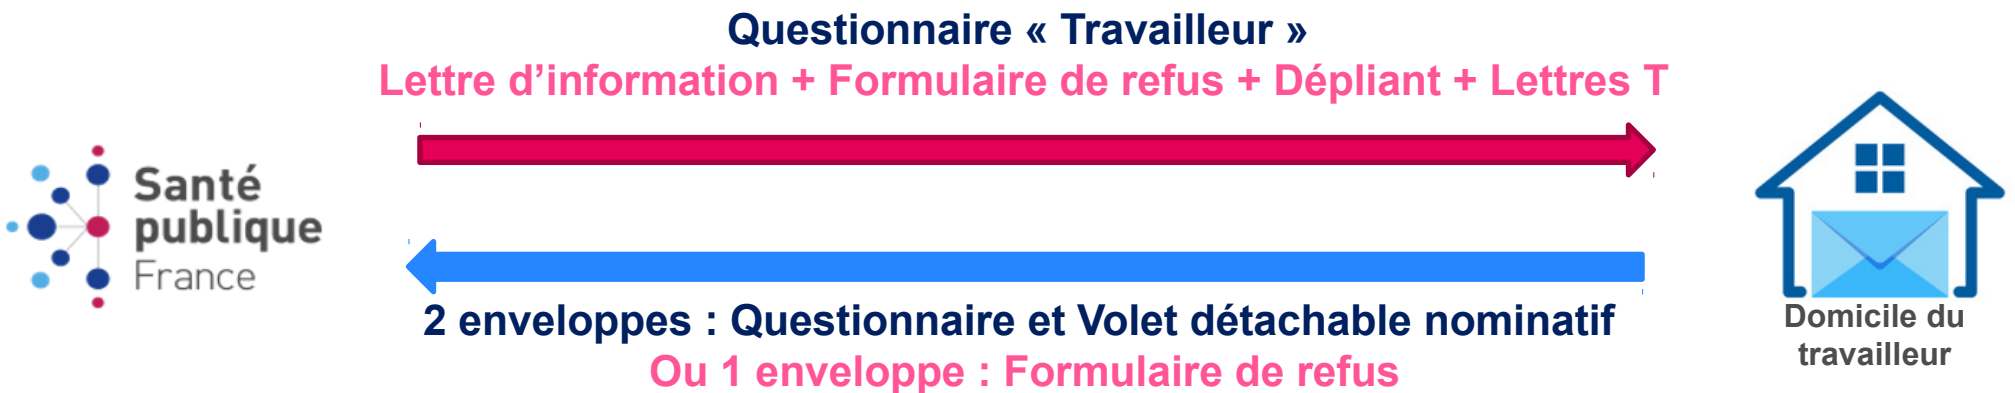 Questionnaire « Travailleur »
Lettre d’information + Formulaire de refus + Dépliant + Lettres T
Santé
publique
France
2 enveloppes : Questionnaire et Volet détachable nominatif
Ou 1 enveloppe : Formulaire de refus
Domicile du
travailleur